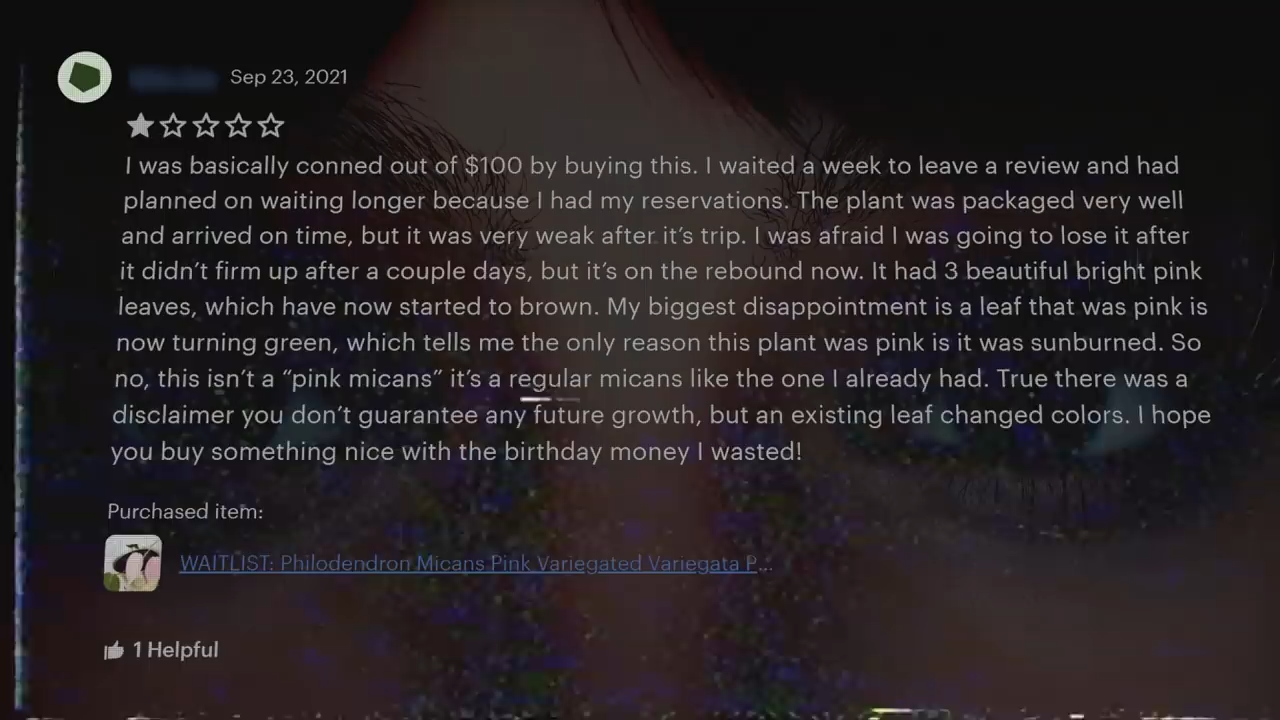 Sep 23, 2021
I was basically conned out of $100 by buying this. I waited a week to leave a review and had
planned on waiting longer because I had my reservations. The plant was packaged very well
and arrived on time, but it was very weak after it’s trip. I was afraid I was going to lose it after
it didn’t firm up after a couple days, but it’s on the rebound now. It had 3 beautiful bright pink
leaves, which have now started to brown. My biggest disappointment is a leaf that was pink is
now turning green, which tells me the only reason this plant was pink is it was sunburned. So
no, this isn’t a “pink micans” it’s a regular micans like the one I already had. True there was a
disclaimer you don’t guarantee any future growth, but an existing leaf changed colors. I hope
you buy something nice with the birthday money I wasted!
Purchased item:
WAITLIST: Philodendron Micans Pink Variegated Variegata P...
1 Helpful